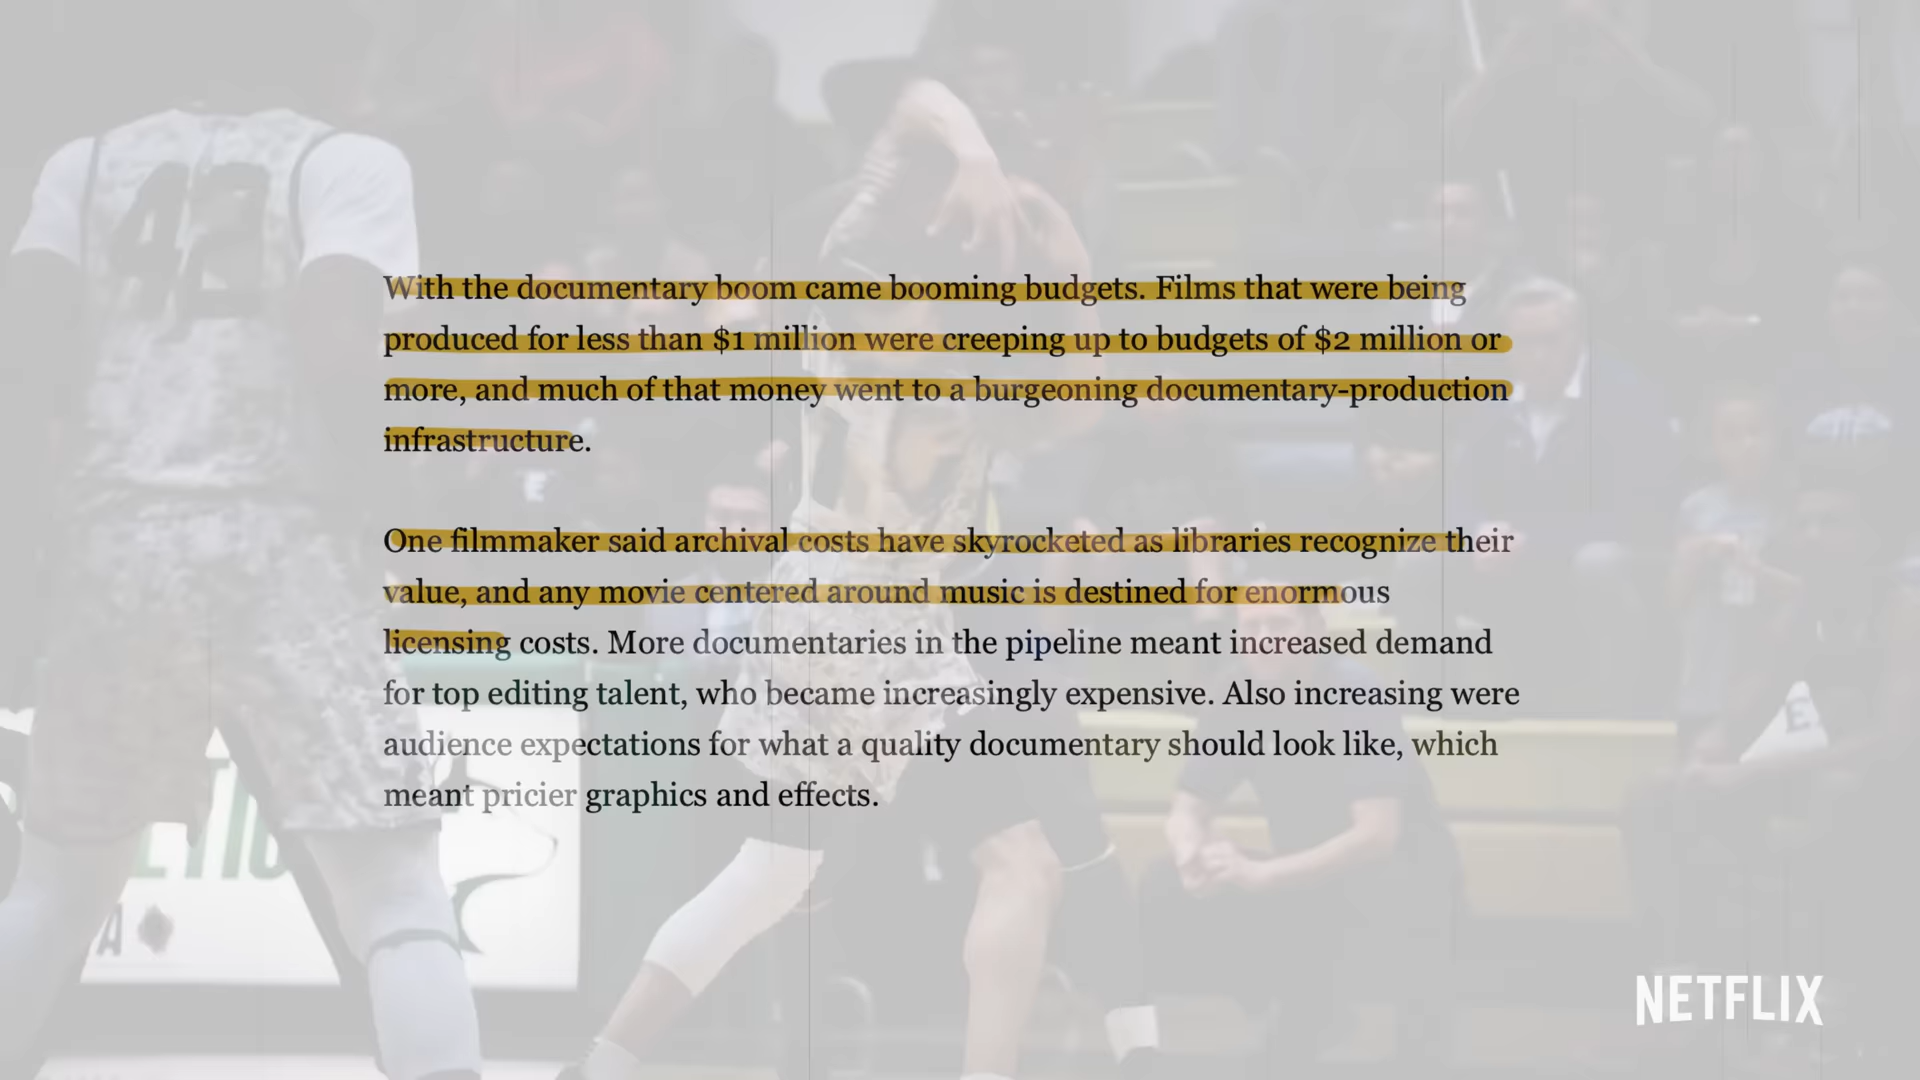 42
With the documentary boom came booming budgets. Films that were being
produced for less than $1 million were creeping up to budgets of $2 million or
more, and much of that money went to a burgeoning documentary-production
infrastructure.
One filmmaker said archival costs have skyrocketed as libraries recognize their
value, and any movie centered around music is destined for enormous
licensing costs. More documentaries in the pipeline meant increased demand
for top editing talent, who became increasingly expensive. Also increasing were
audience expectations for what a quality documentary should look like, which
meant pricier graphics and effects.
NETFLIX